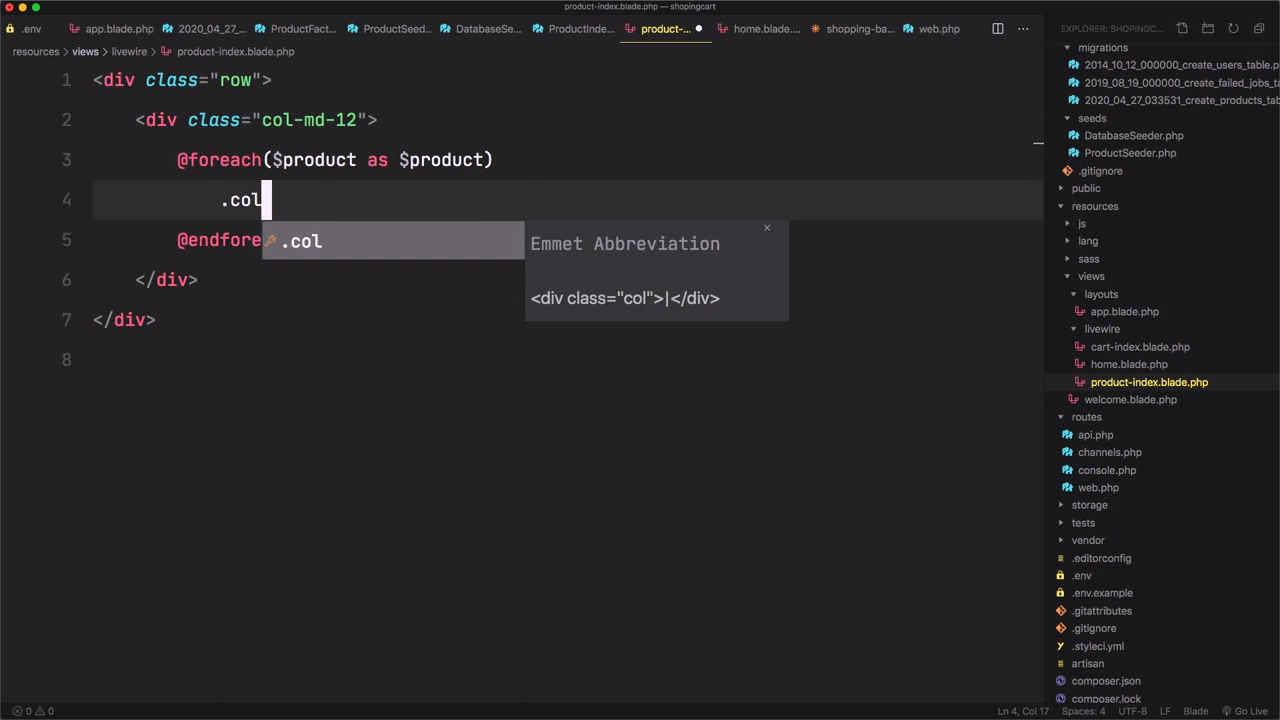 product-index.blade.php — shopingcart
.env
app.blade.php
2020_04_27_...
ProductFact...
ProductSeed...
DatabaseSe...
ProductInde...
product-...
home.blade.php
shopping-ba...
web.php
EXPLORER: SHOPINGC...
resources
views
livewire
product-index.blade.php
1 <div class="row">
2 <div class="col-md-12">
3 @foreach($product as $product)
4 .col
5 @endfore
6 </div>
7 </div>
8
.col
Emmet Abbreviation
<div class="col">|</div>
migrations
2014_10_12_000000_create_users_table.p
2019_08_19_000000_create_failed_jobs_ta
2020_04_27_033531_create_products_tab
seeds
DatabaseSeeder.php
ProductSeeder.php
.gitignore
public
resources
js
lang
sass
views
layouts
app.blade.php
livewire
cart-index.blade.php
home.blade.php
product-index.blade.php
welcome.blade.php
routes
api.php
channels.php
console.php
web.php
storage
tests
vendor
.editorconfig
.env
.env.example
.gitattributes
.gitignore
.styleci.yml
artisan
composer.json
composer.lock
0 0
Ln 4, Col 17
Spaces: 4
UTF-8
LF
Blade
Go Live